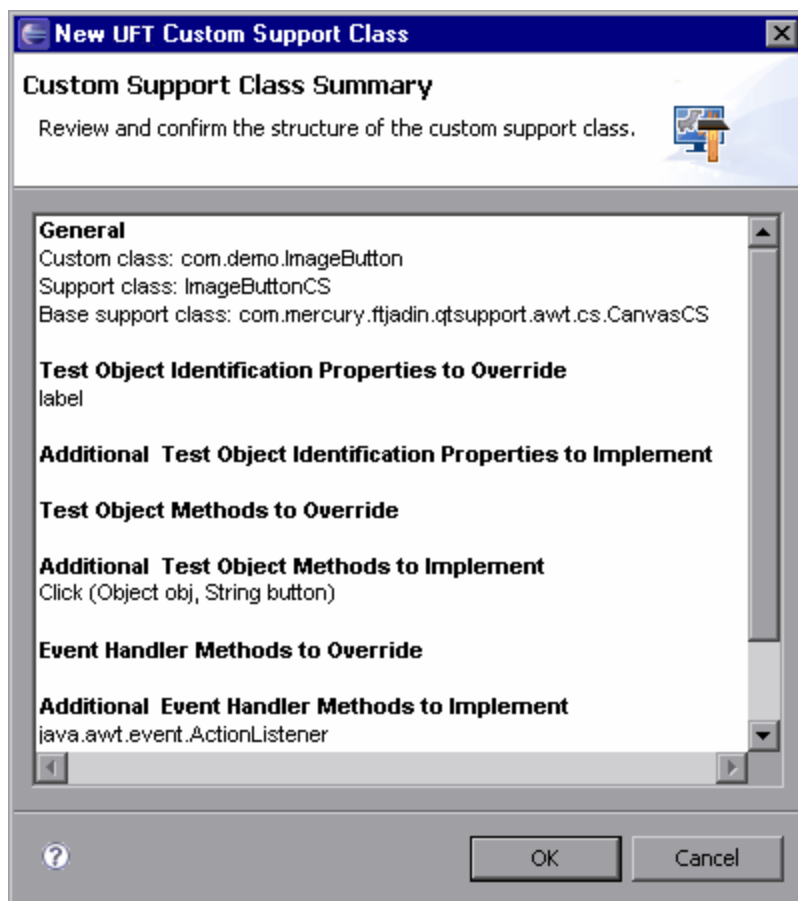 New UFT Custom Support Class
Custom Support Class Summary
Review and confirm the structure of the custom support class.
General
Custom class: com.demo.ImageButton
Support class: ImageButtonCS
Base support class: com.mercury.ftjadin.qtsupport.awt.cs.CanvasCS
Test Object Identification Properties to Override
label
Additional Test Object Identification Properties to Implement
Test Object Methods to Override
Additional Test Object Methods to Implement
Click (Object obj, String button)
Event Handler Methods to Override
Additional Event Handler Methods to Implement
java.awt.event.ActionListener
?
OK
Cancel